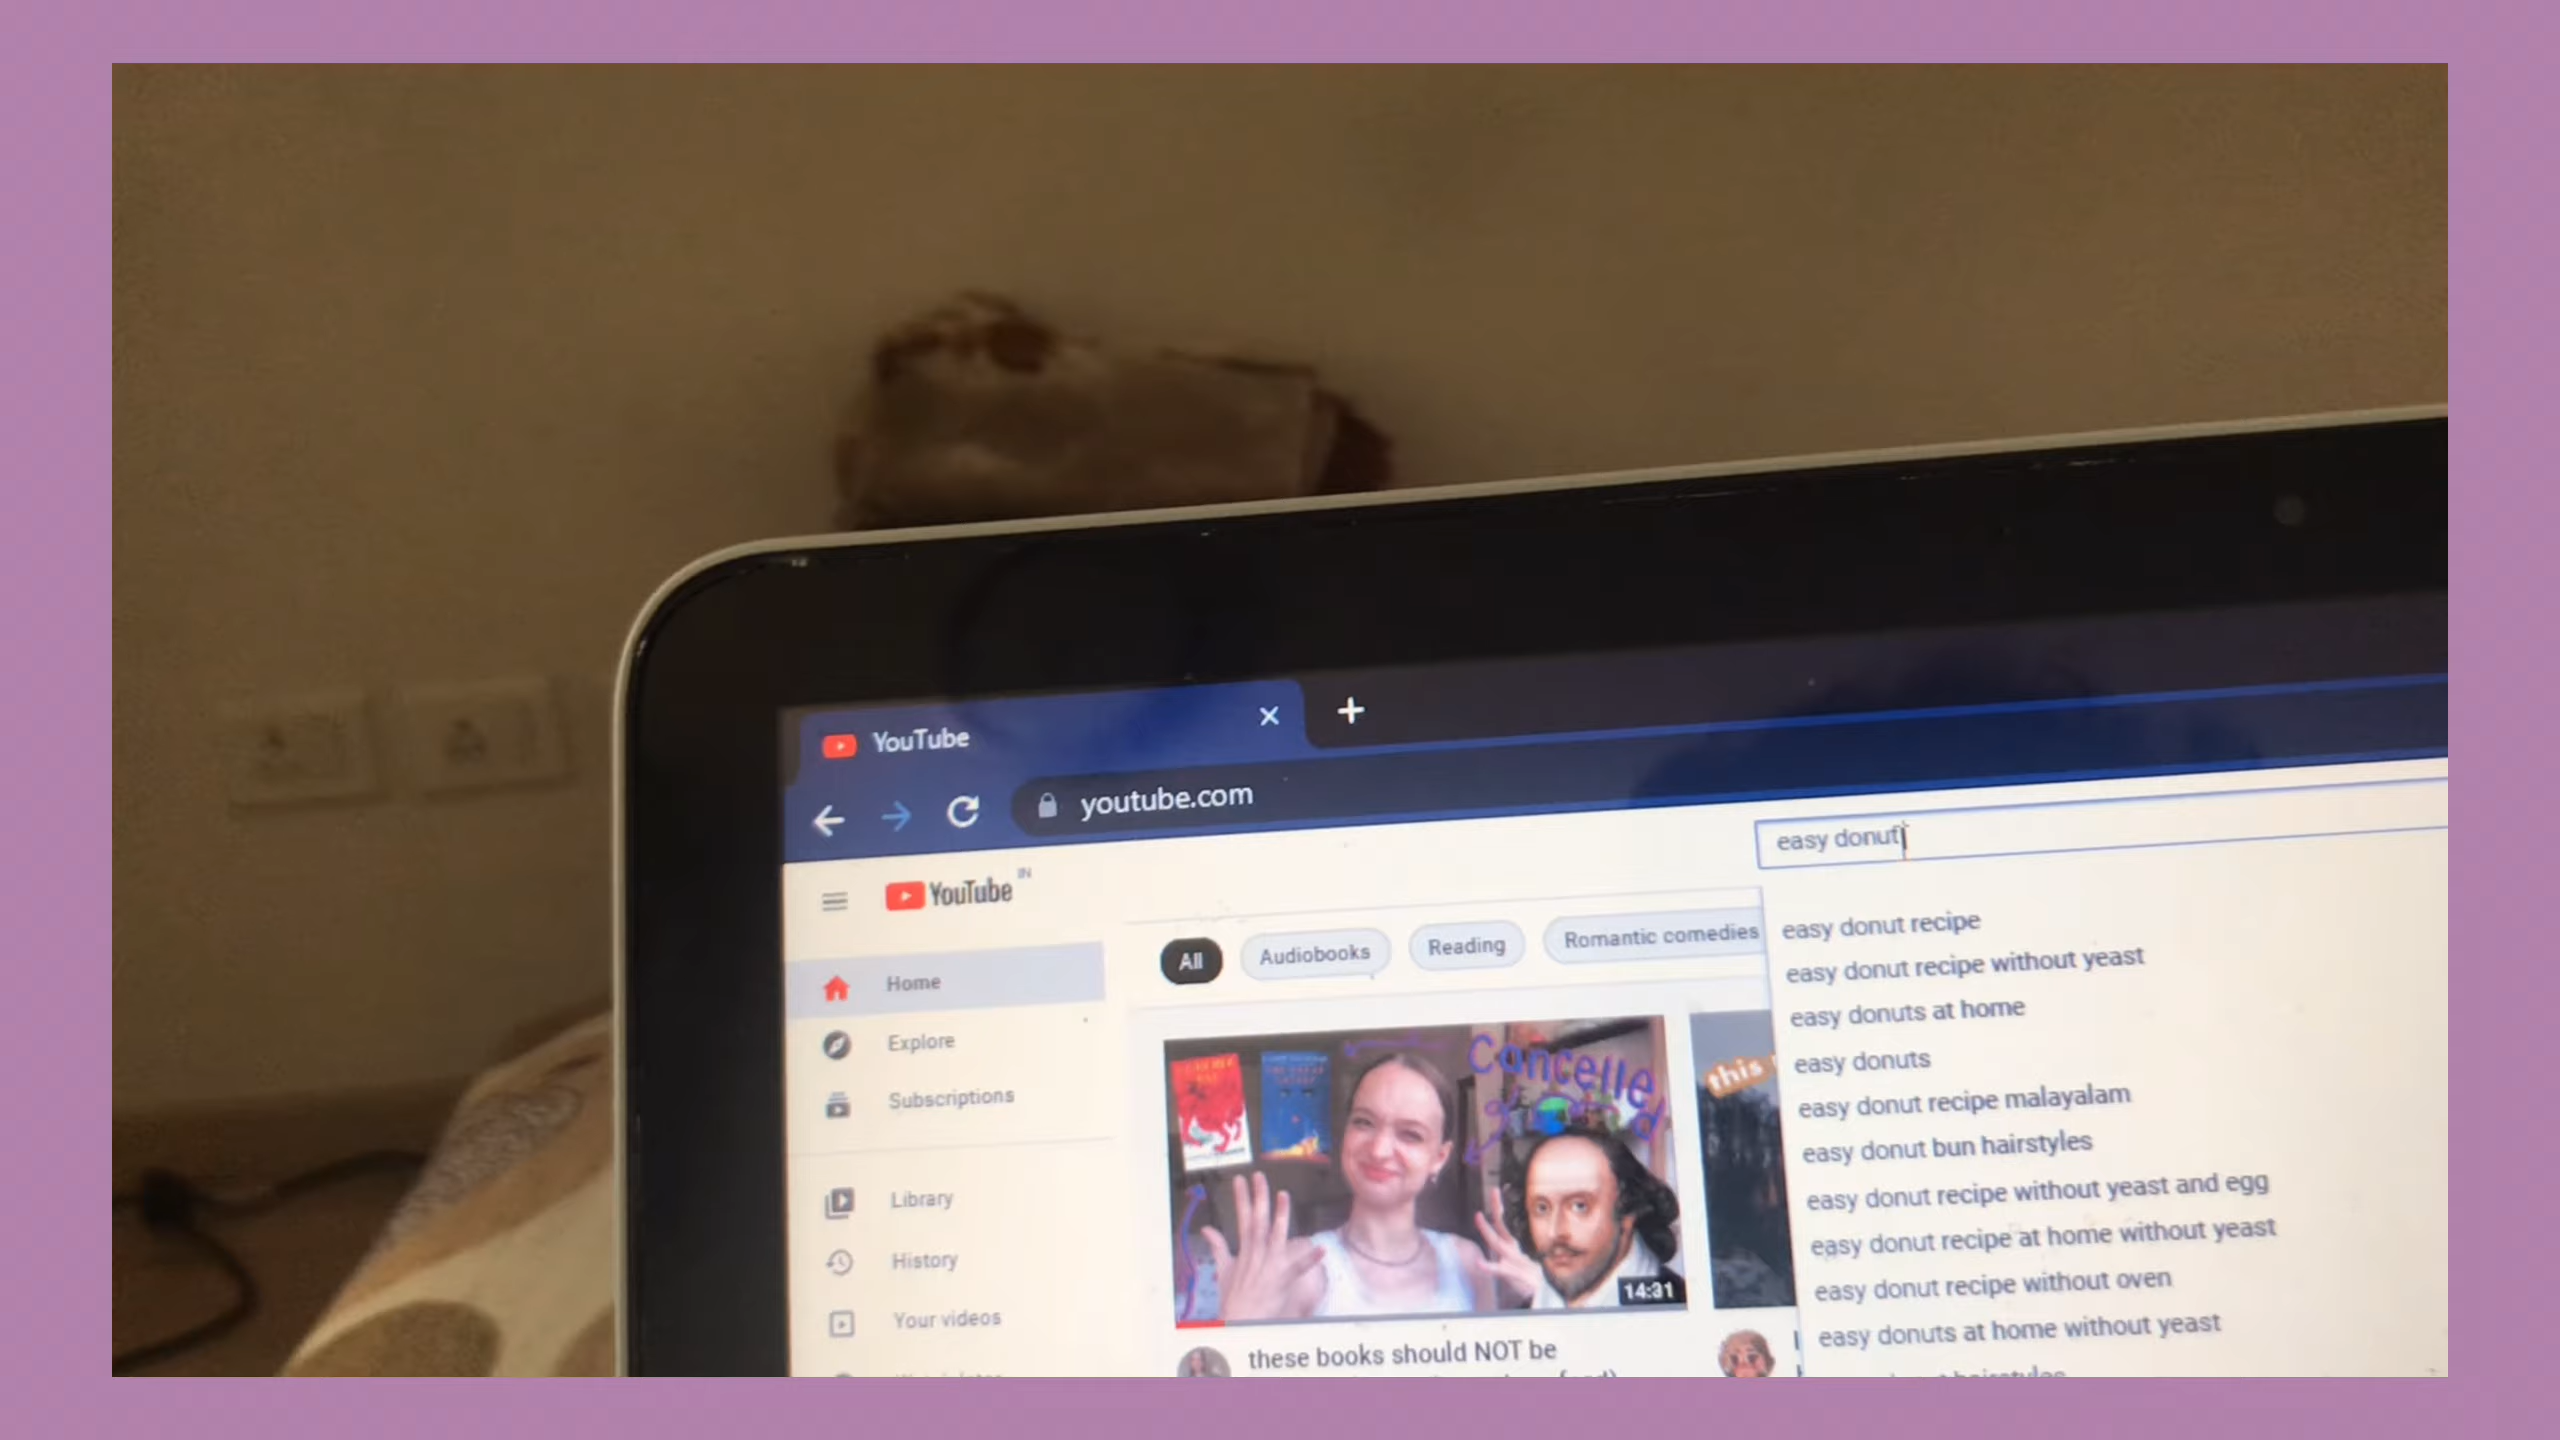 YouTube
youtube.com
easy donut
YouTube IN
All
Audiobooks
Reading
Romantic comedies
Home
Explore
Subscriptions
Library
History
Your videos
Cancelled
14:31
these books should NOT be
this
easy donut recipe
easy donut recipe without yeast
easy donuts at home
easy donuts
easy donut recipe malayalam
easy donut bun hairstyles
easy donut recipe without yeast and egg
easy donut recipe at home without yeast
easy donut recipe without oven
easy donuts at home without yeast
hairstyles